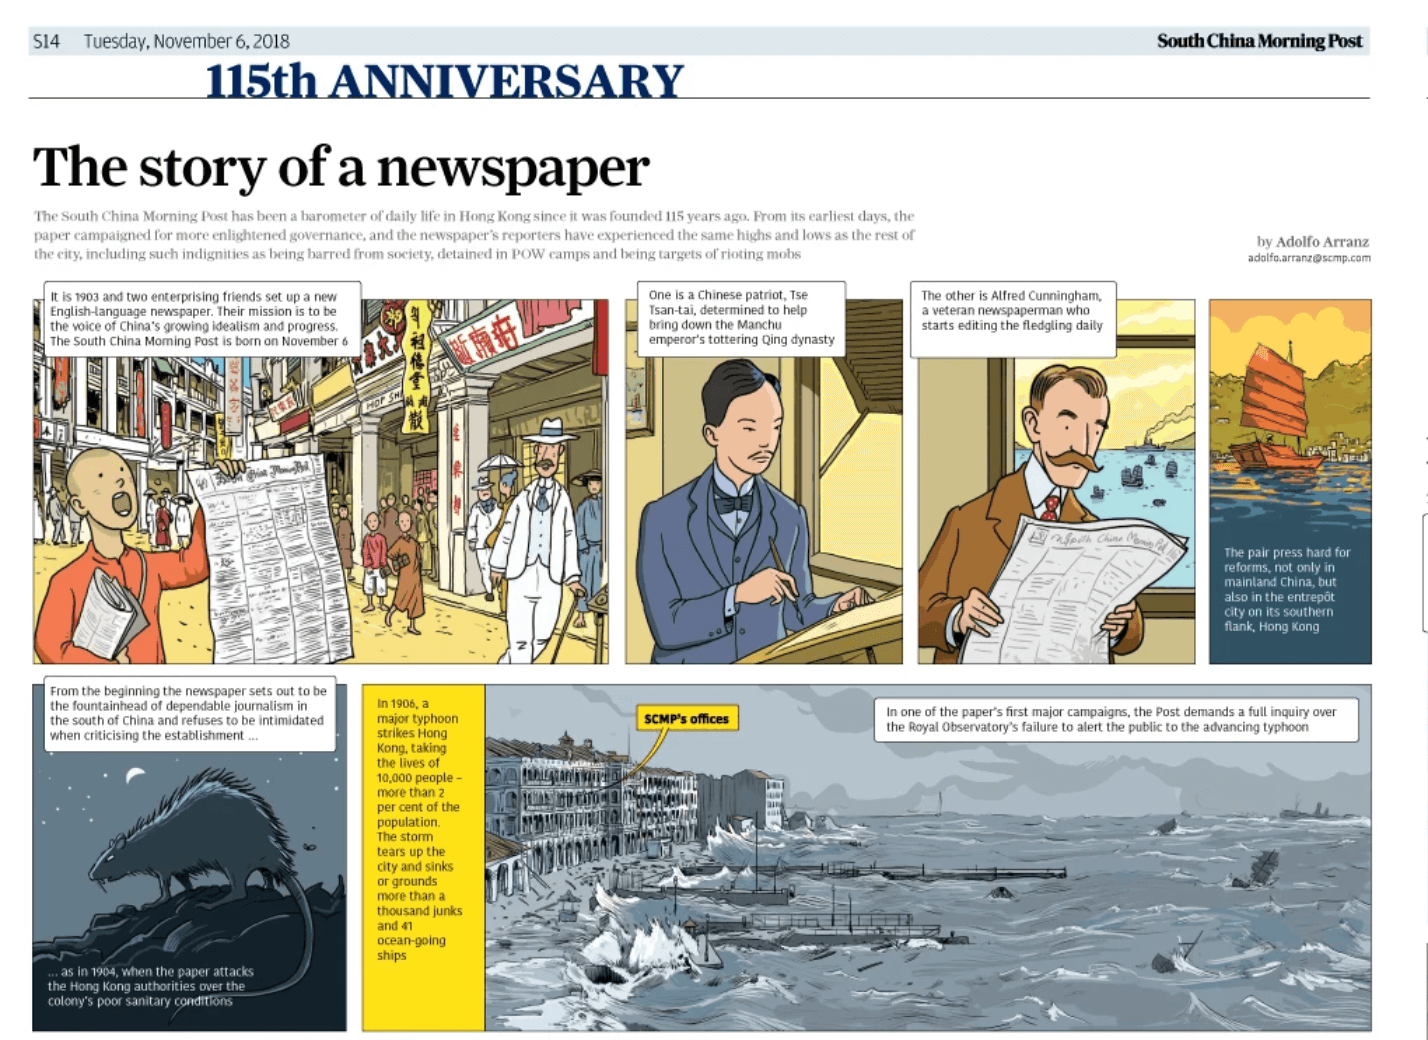 S14 Tuesday, November 6, 2018
South China Morning Post
115th ANNIVERSARY
The story of a newspaper
The South China Morning Post has been a barometer of daily life in Hong Kong since it was founded 115 years ago. From its earliest days, the
paper campaigned for more enlightened governance, and the newspaper's reporters have experienced the same highs and lows as the rest of
the city, including such indignities as being barred from society, detained in POW camps and being targets of rioting mobs
by Adolfo Arranz
adolfo.arranz@scmp.com
It is 1903 and two enterprising friends set up a new
English-language newspaper. Their mission is to be
the voice of China's growing idealism and progress.
The South China Morning Post is born on November 6
祖
德
堂
散
HOP SH
South China Morning Post
One is a Chinese patriot, Tse
Tsan-tai, determined to help
bring down the Manchu
emperor's tottering Qing dynasty
The other is Alfred Cunningham,
a veteran newspaperman who
starts editing the fledgling daily
South China Morning Post
The pair press hard for
reforms, not only in
mainland China, but
also in the entrepôt
city on its southern
flank, Hong Kong
From the beginning the newspaper sets out to be
the fountainhead of dependable journalism in
the south of China and refuses to be intimidated
when criticising the establishment ...
... as in 1904, when the paper attacks
the Hong Kong authorities over the
colony's poor sanitary conditions
In 1906, a
major typhoon
strikes Hong
Kong, taking
the lives of
10,000 people –
more than 2
per cent of the
population.
The storm
tears up the
city and sinks
or grounds
more than a
thousand junks
and 41
ocean-going
ships
SCMP's offices
In one of the paper's first major campaigns, the Post demands a full inquiry over
the Royal Observatory's failure to alert the public to the advancing typhoon